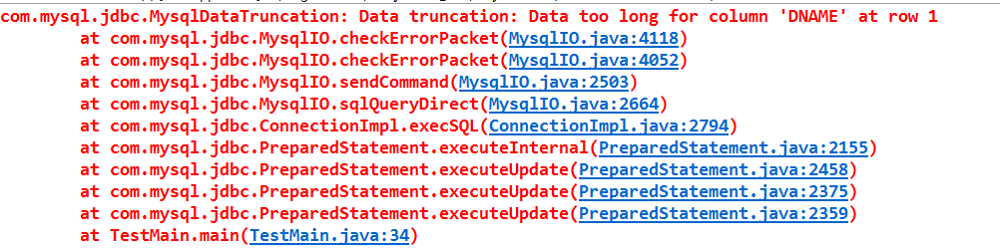 com.mysql.jdbc.MysqlDataTruncation: Data truncation: Data too long for column 'DNAME' at row 1
at com.mysql.jdbc.MysqlIO.checkErrorPacket(MysqlIO.java:4118)
at com.mysql.jdbc.MysqlIO.checkErrorPacket(MysqlIO.java:4052)
at com.mysql.jdbc.MysqlIO.sendCommand(MysqlIO.java:2503)
at com.mysql.jdbc.MysqlIO.sqlQueryDirect(MysqlIO.java:2664)
at com.mysql.jdbc.ConnectionImpl.execSQL(ConnectionImpl.java:2794)
at com.mysql.jdbc.PreparedStatement.executeInternal(PreparedStatement.java:2155)
at com.mysql.jdbc.PreparedStatement.executeUpdate(PreparedStatement.java:2458)
at com.mysql.jdbc.PreparedStatement.executeUpdate(PreparedStatement.java:2375)
at com.mysql.jdbc.PreparedStatement.executeUpdate(PreparedStatement.java:2359)
at TestMain.main(TestMain.java:34)